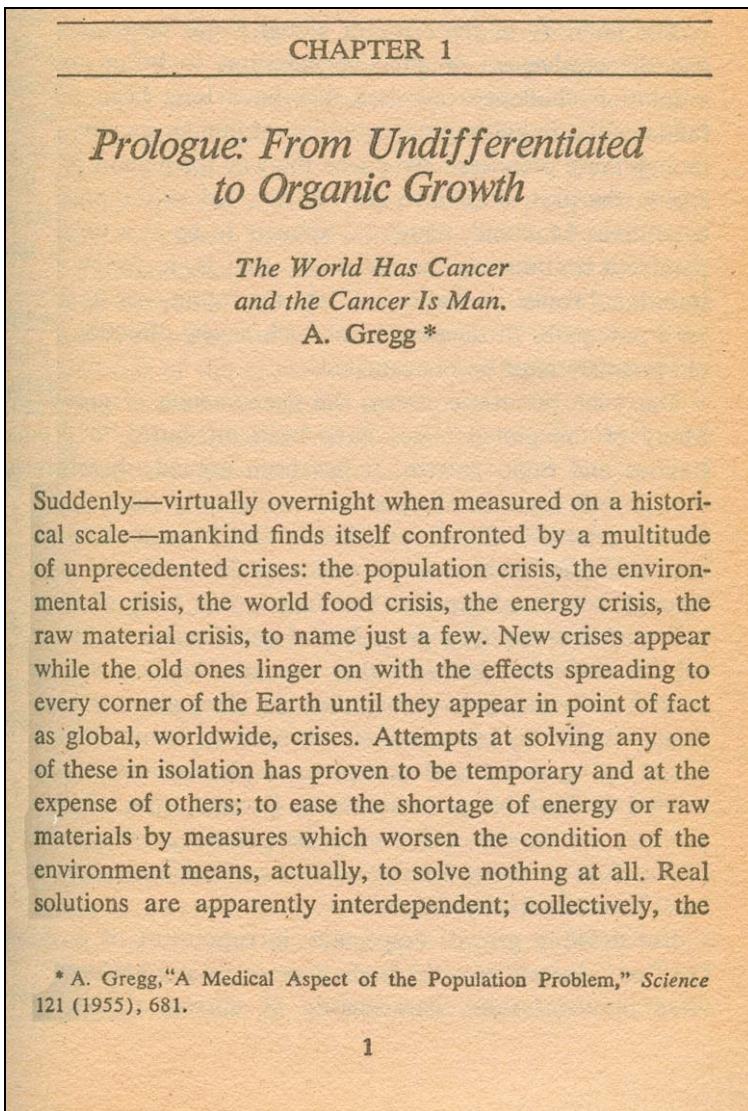 CHAPTER 1
Prologue: From Undifferentiated
to Organic Growth
The World Has Cancer
and the Cancer Is Man.
A. Gregg *
Suddenly—virtually overnight when measured on a histori-
cal scale—mankind finds itself confronted by a multitude
of unprecedented crises: the population crisis, the environ-
mental crisis, the world food crisis, the energy crisis, the
raw material crisis, to name just a few. New crises appear
while the old ones linger on with the effects spreading to
every corner of the Earth until they appear in point of fact
as global, worldwide, crises. Attempts at solving any one
of these in isolation has proven to be temporary and at the
expense of others; to ease the shortage of energy or raw
materials by measures which worsen the condition of the
environment means, actually, to solve nothing at all. Real
solutions are apparently interdependent; collectively, the
* A. Gregg, “A Medical Aspect of the Population Problem,” Science
121 (1955), 681.
1